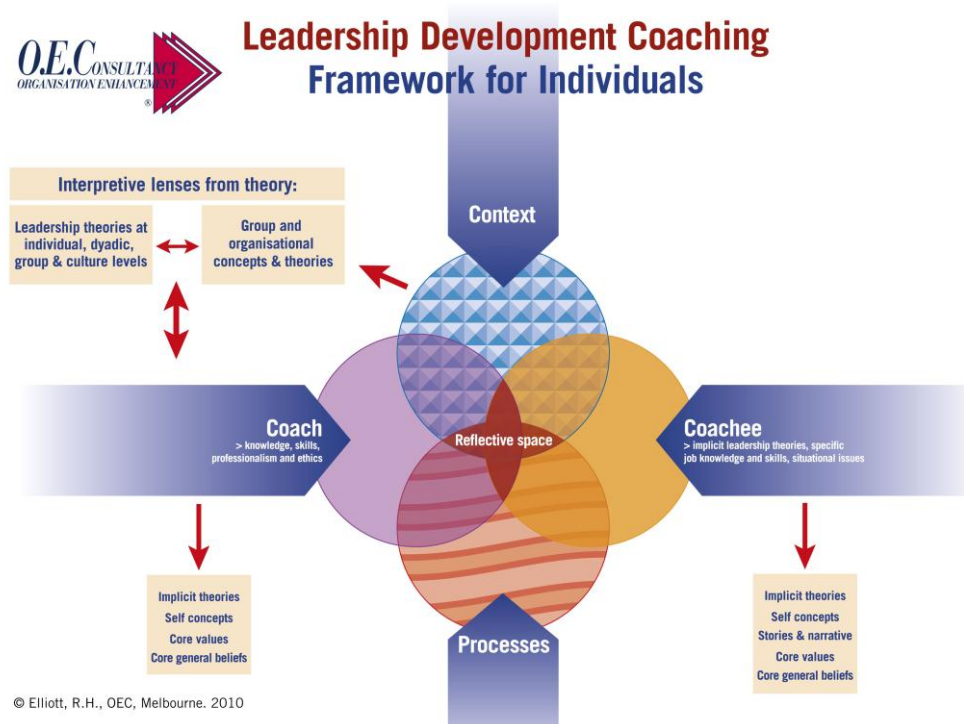 O.E.CONSULTANCY
ORGANISATION ENHANCEMENT
®
Leadership Development Coaching
Framework for Individuals
Interpretive lenses from theory:
Leadership theories at
individual, dyadic,
group & culture levels
Group and
organisational
concepts & theories
Context
Coach
> knowledge, skills,
professionalism and ethics
Reflective space
Coachee
> implicit leadership theories, specific
job knowledge and skills, situational issues
Implicit theories
Self concepts
Core values
Core general beliefs
Processes
Implicit theories
Self concepts
Stories & narrative
Core values
Core general beliefs
© Elliott, R.H., OEC, Melbourne. 2010